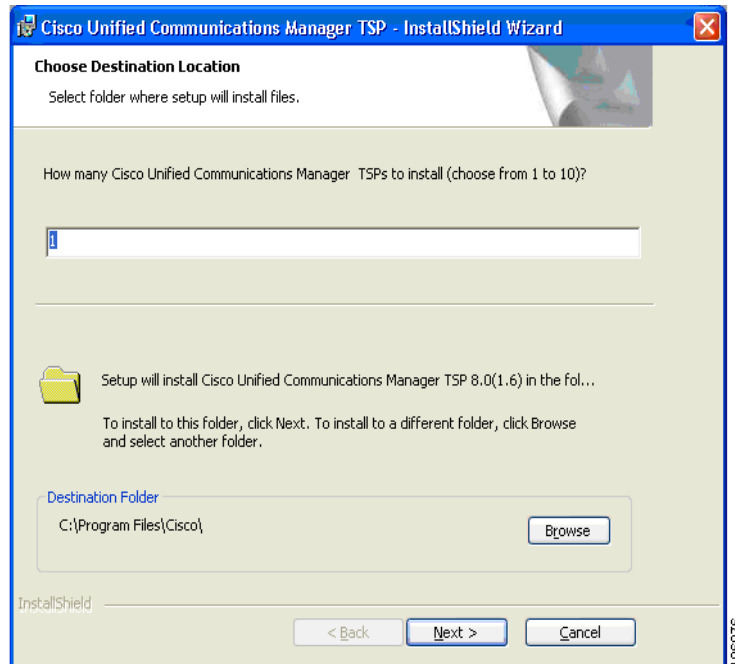 Cisco Unified Communications Manager TSP - InstallShield Wizard
Choose Destination Location
Select folder where setup will install files.
How many Cisco Unified Communications Manager TSPs to install (choose from 1 to 10)?
1
Setup will install Cisco Unified Communications Manager TSP 8.0(1.6) in the fol...
To install to this folder, click Next. To install to a different folder, click Browse
and select another folder.
Destination Folder
C:\Program Files\Cisco\
Browse
InstallShield
< Back
Next >
Cancel